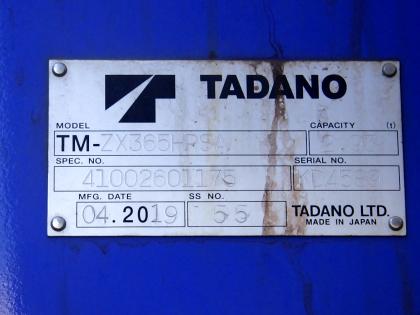 TADANO
MODEL CAPACITY (t)
TM-ZX365HRSA
SPEC. NO. SERIAL NO.
41002601175
MFG. DATE SS NO. TADANO LTD.
04.2019 55 MADE IN JAPAN